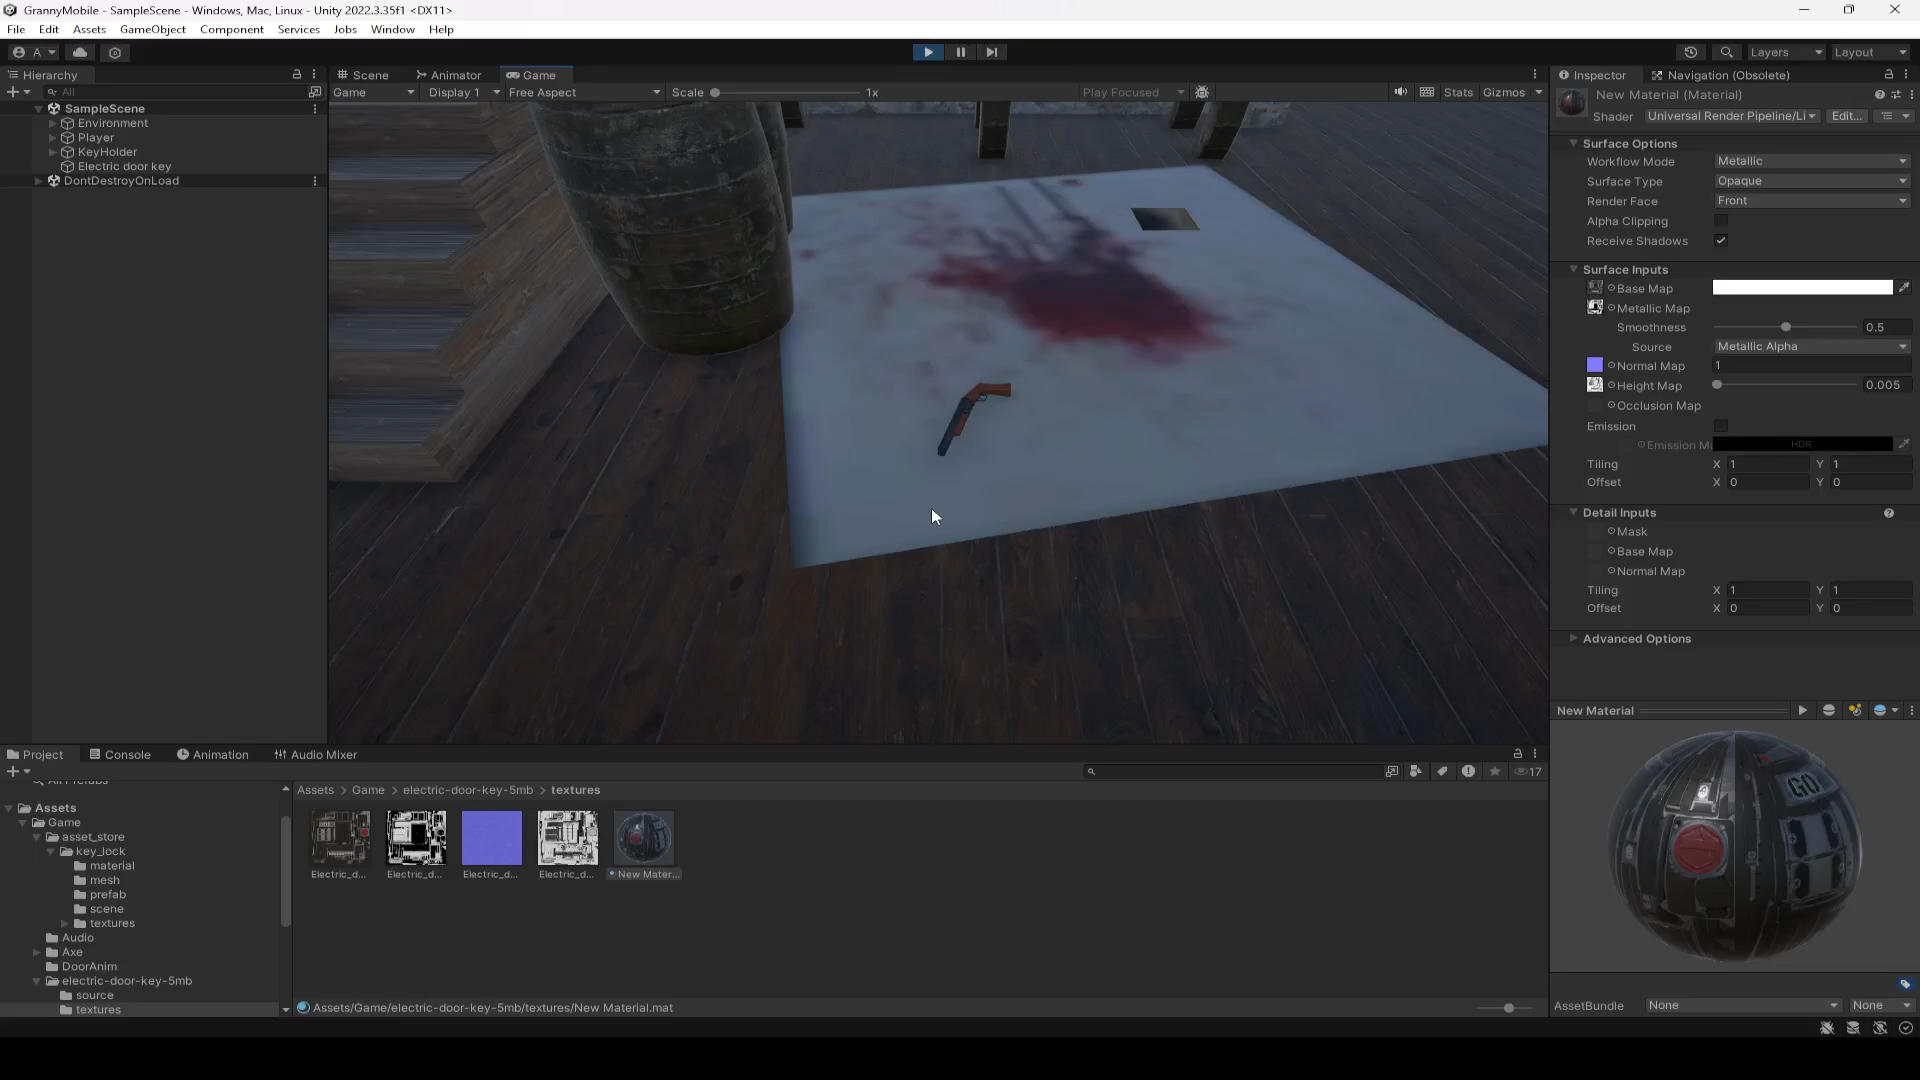 GrannyMobile - SampleScene - Windows, Mac, Linux - Unity 2022.3.35f1 <DX11>
File Edit Assets GameObject Component Services Jobs Window Help
A Layers Layout
Hierarchy
All
SampleScene
Environment
Player
KeyHolder
Electric door key
DontDestroyOnLoad
Scene Animator Game
Game Display 1 Free Aspect Scale 1x Play Focused Stats Gizmos
Inspector Navigation (Obsolete)
New Material (Material)
Shader Universal Render Pipeline/Li Edit...
Surface Options
Workflow Mode Metallic
Surface Type Opaque
Render Face Front
Alpha Clipping
Receive Shadows
Surface Inputs
Base Map
Metallic Map
Smoothness 0.5
Source Metallic Alpha
Normal Map 1
Height Map 0.005
Occlusion Map
Emission
Emission M HDR
Tiling X 1 Y 1
Offset X 0 Y 0
Detail Inputs
Mask
Base Map
Normal Map
Tiling X 1 Y 1
Offset X 0 Y 0
Advanced Options
New Material
GO
AssetBundle None None
Project Console Animation Audio Mixer
17
All Prefabs
Assets
Game
asset_store
key_lock
material
mesh
prefab
scene
textures
Audio
Axe
DoorAnim
electric-door-key-5mb
source
textures
Assets > Game > electric-door-key-5mb > textures
Electric_d... Electric_d... Electric_d... Electric_d... New Mater...
Assets/Game/electric-door-key-5mb/textures/New Material.mat